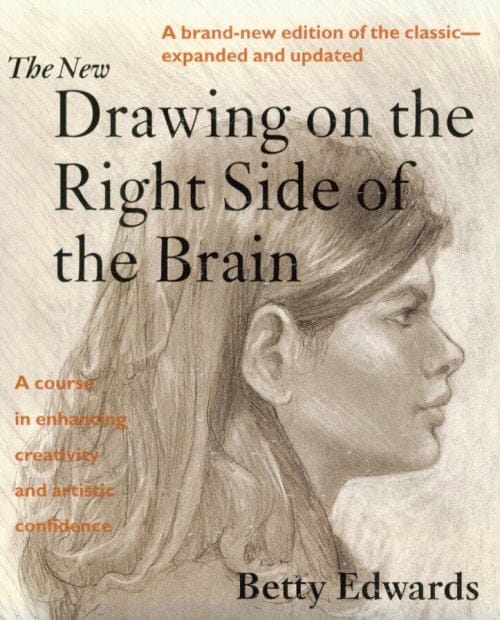 A brand-new edition of the classic—
expanded and updated
The New
Drawing on the
Right Side of
the Brain
A course
in enhancing
creativity
and artistic
confidence
Betty Edwards